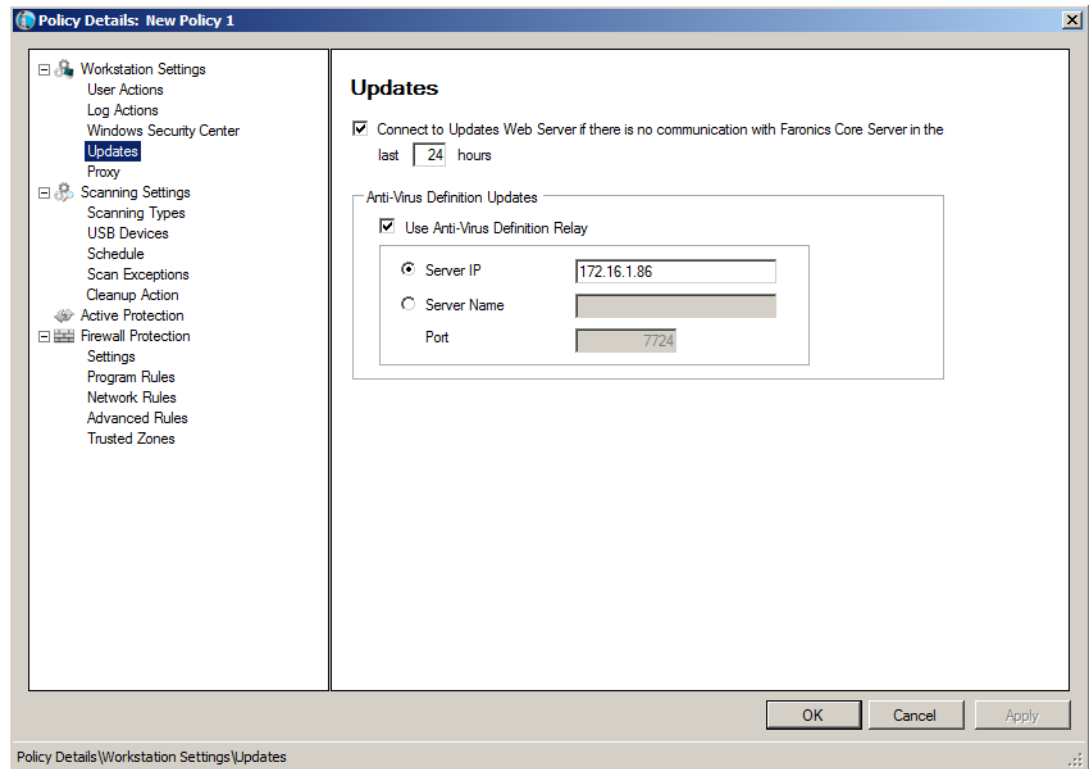 Policy Details: New Policy 1
Workstation Settings
User Actions
Log Actions
Windows Security Center
Updates
Proxy
Scanning Settings
Scanning Types
USB Devices
Schedule
Scan Exceptions
Cleanup Action
Active Protection
Firewall Protection
Settings
Program Rules
Network Rules
Advanced Rules
Trusted Zones
Updates
Connect to Updates Web Server if there is no communication with Faronics Core Server in the
last 24 hours
Anti-Virus Definition Updates
Use Anti-Virus Definition Relay
Server IP 172.16.1.86
Server Name
Port 7724
OK Cancel Apply
Policy Details\Workstation Settings\Updates